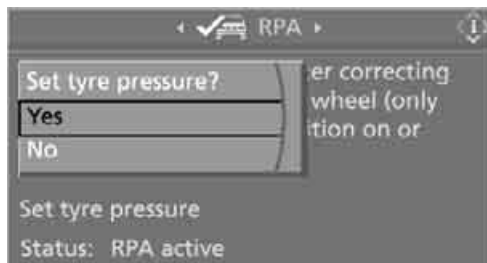 RPA
Set tyre pressure?
Yes
No
er correcting
wheel (only
ition on or
Set tyre pressure
Status: RPA active